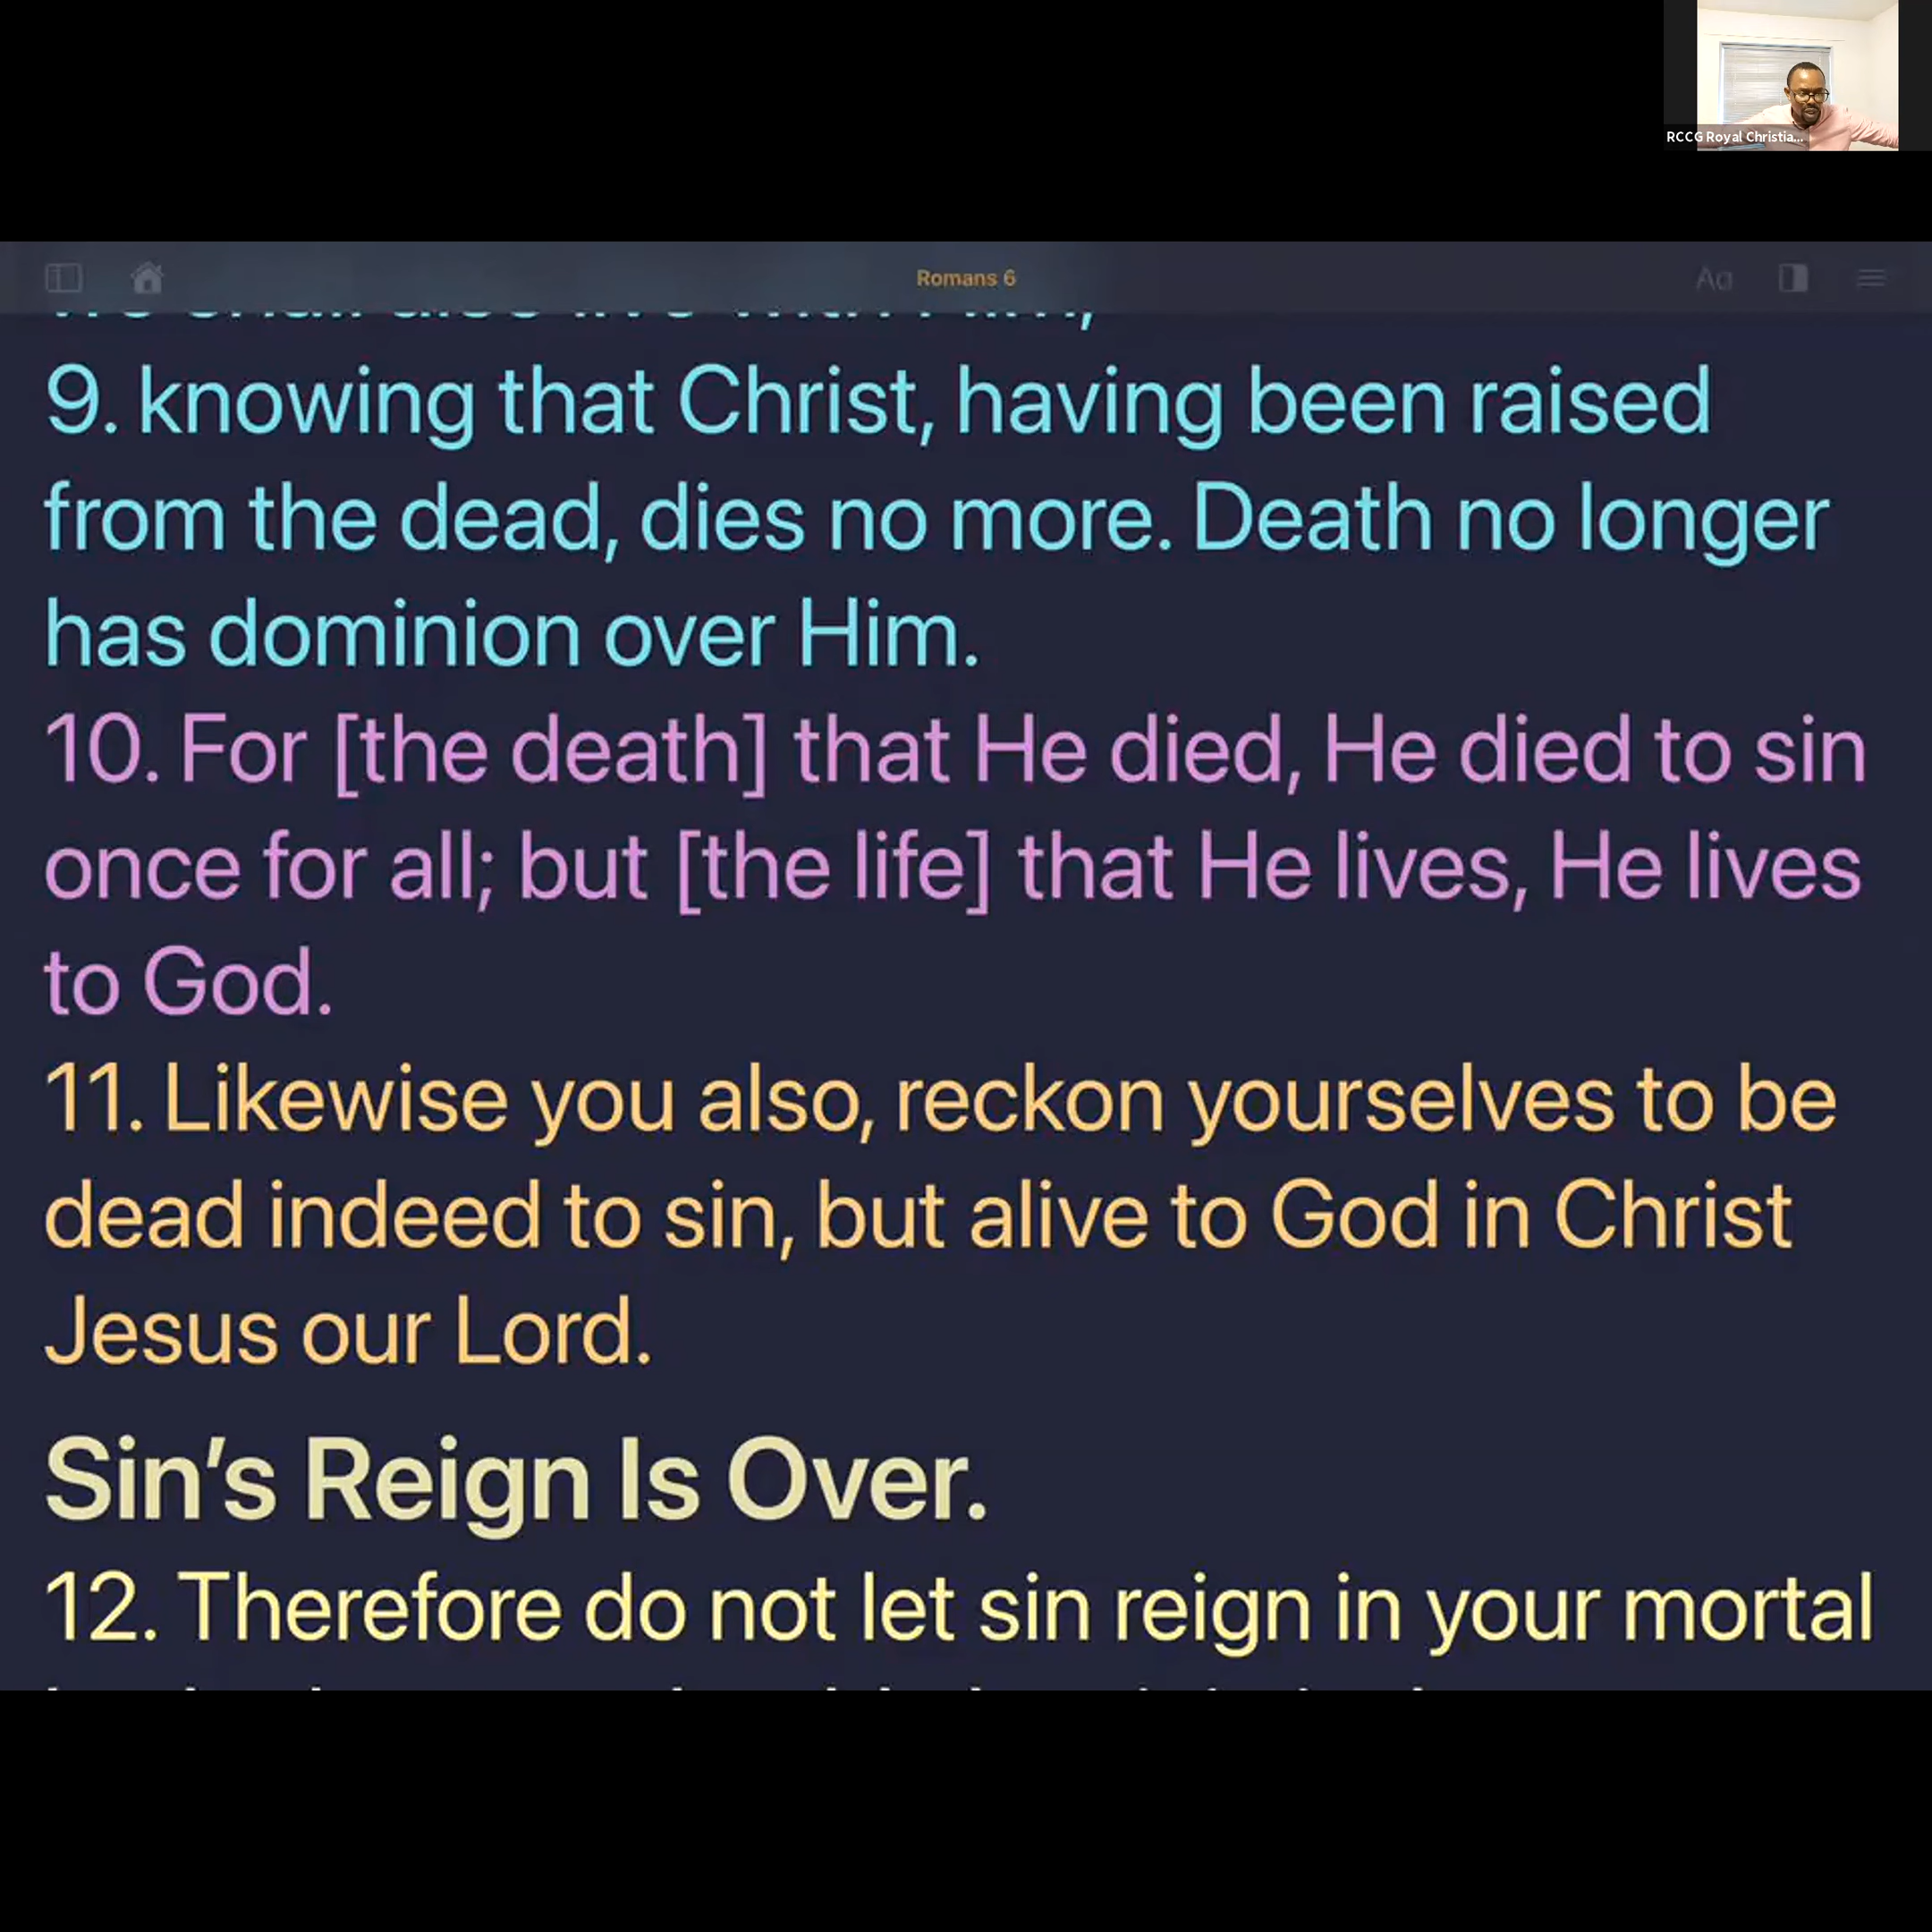 RCCG Royal Christia...
Romans 6
Aa
9. knowing that Christ, having been raised
from the dead, dies no more. Death no longer
has dominion over Him.
10. For [the death] that He died, He died to sin
once for all; but [the life] that He lives, He lives
to God.
11. Likewise you also, reckon yourselves to be
dead indeed to sin, but alive to God in Christ
Jesus our Lord.
Sin’s Reign Is Over.
12. Therefore do not let sin reign in your mortal